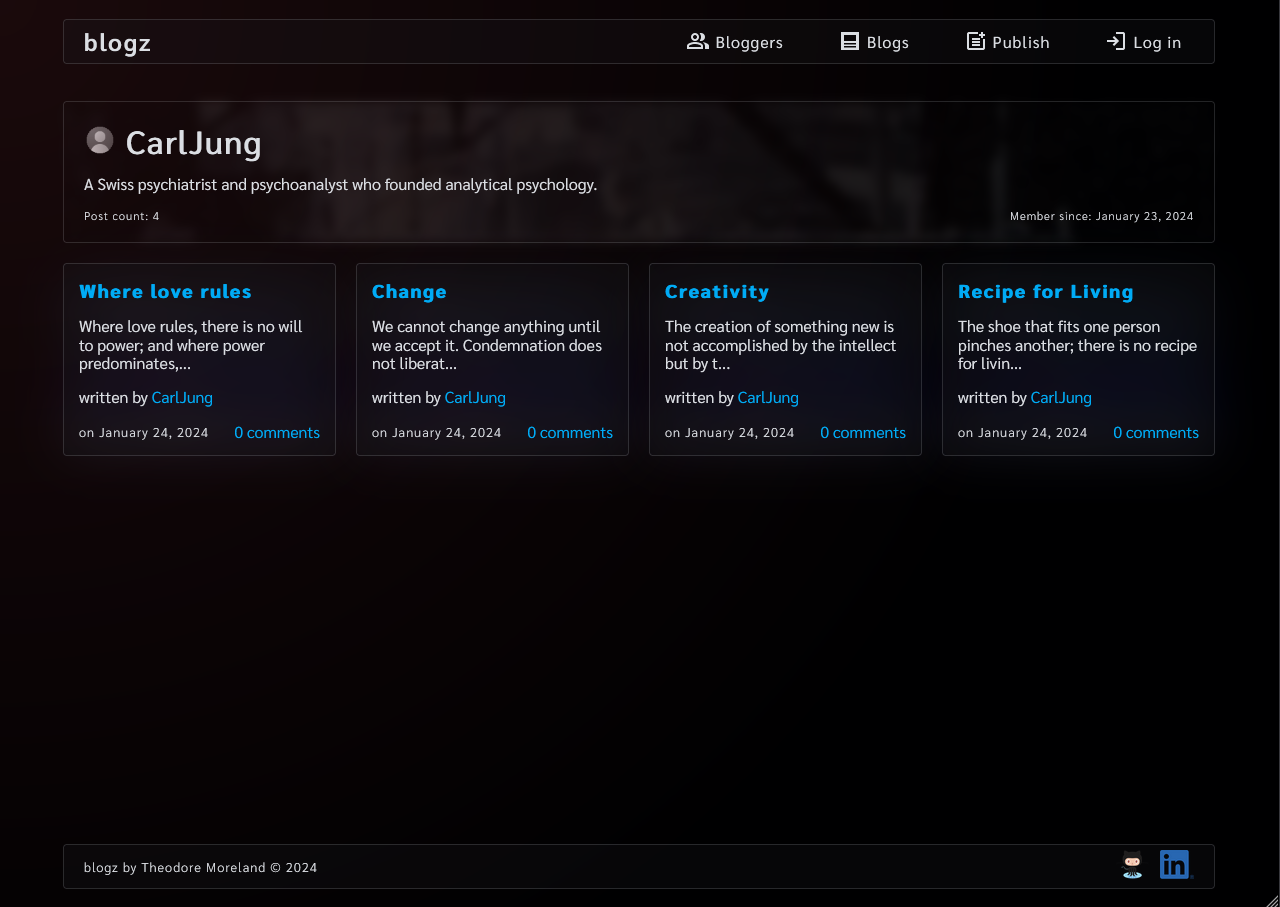 blogz
Bloggers
Blogs
Publish
Log in
CarlJung
A Swiss psychiatrist and psychoanalyst who founded analytical psychology.
Post count: 4
Member since: January 23, 2024
Where love rules
Where love rules, there is no will
to power; and where power
predominates,...
written by CarlJung
on January 24, 2024
0 comments
Change
We cannot change anything until
we accept it. Condemnation does
not liberat...
written by CarlJung
on January 24, 2024
0 comments
Creativity
The creation of something new is
not accomplished by the intellect
but by t...
written by CarlJung
on January 24, 2024
0 comments
Recipe for Living
The shoe that fits one person
pinches another; there is no recipe
for livin...
written by CarlJung
on January 24, 2024
0 comments
blogz by Theodore Moreland © 2024
in